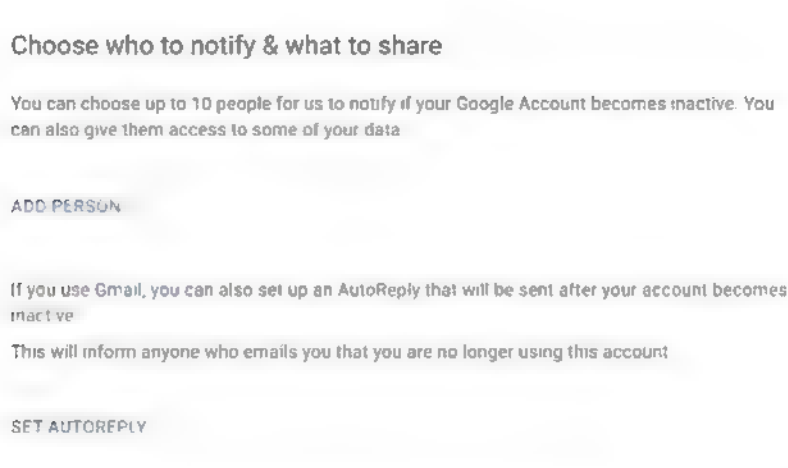 Choose who to notify & what to share
You can choose up to 10 people for us to notify if your Google Account becomes inactive. You
can also give them access to some of your data
ADD PERSON
If you use Gmail, you can also set up an AutoReply that will be sent after your account becomes
inactive
This will inform anyone who emails you that you are no longer using this account
SET AUTOREPLY